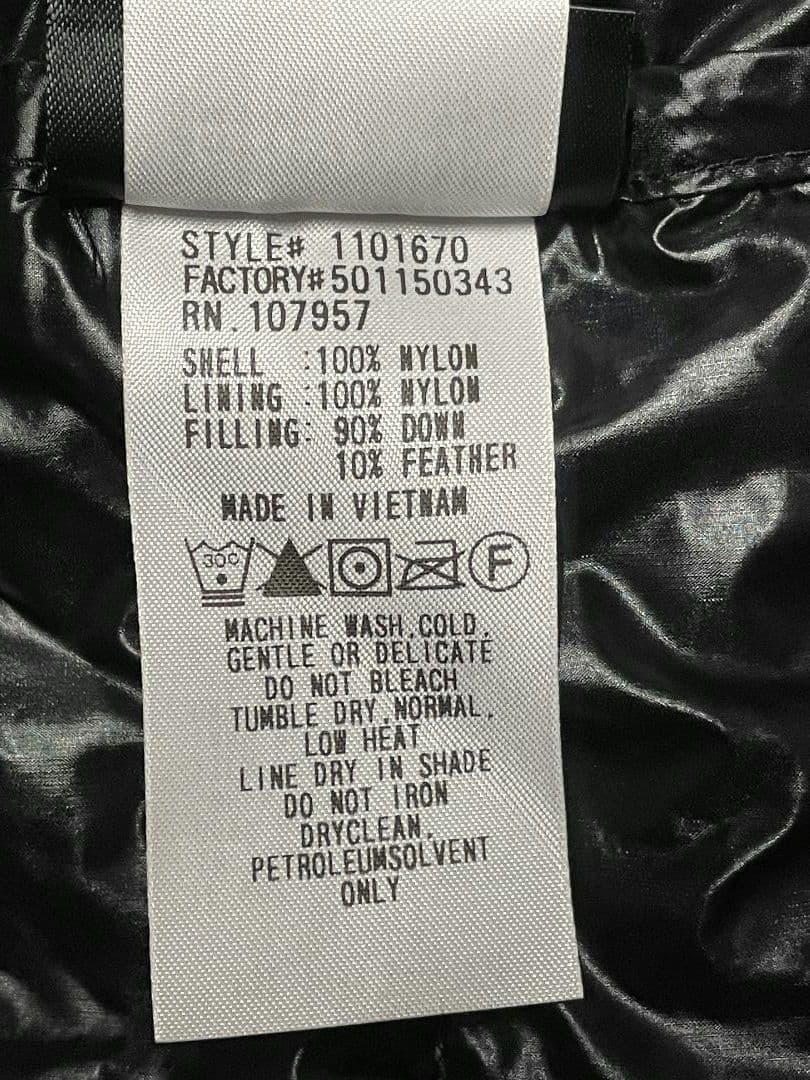 STYLE# 1101670
FACTORY#501150343
RN.107957
SHELL :100% NYLON
LINING :100% NYLON
FILLING: 90% DOWN
10% FEATHER
MADE IN VIETNAM
30C F
MACHINE WASH,COLD,
GENTLE OR DELICATE
DO NOT BLEACH
TUMBLE DRY,NORMAL,
LOW HEAT
LINE DRY IN SHADE
DO NOT IRON
DRYCLEAN,
PETROLEUMSOLVENT
ONLY